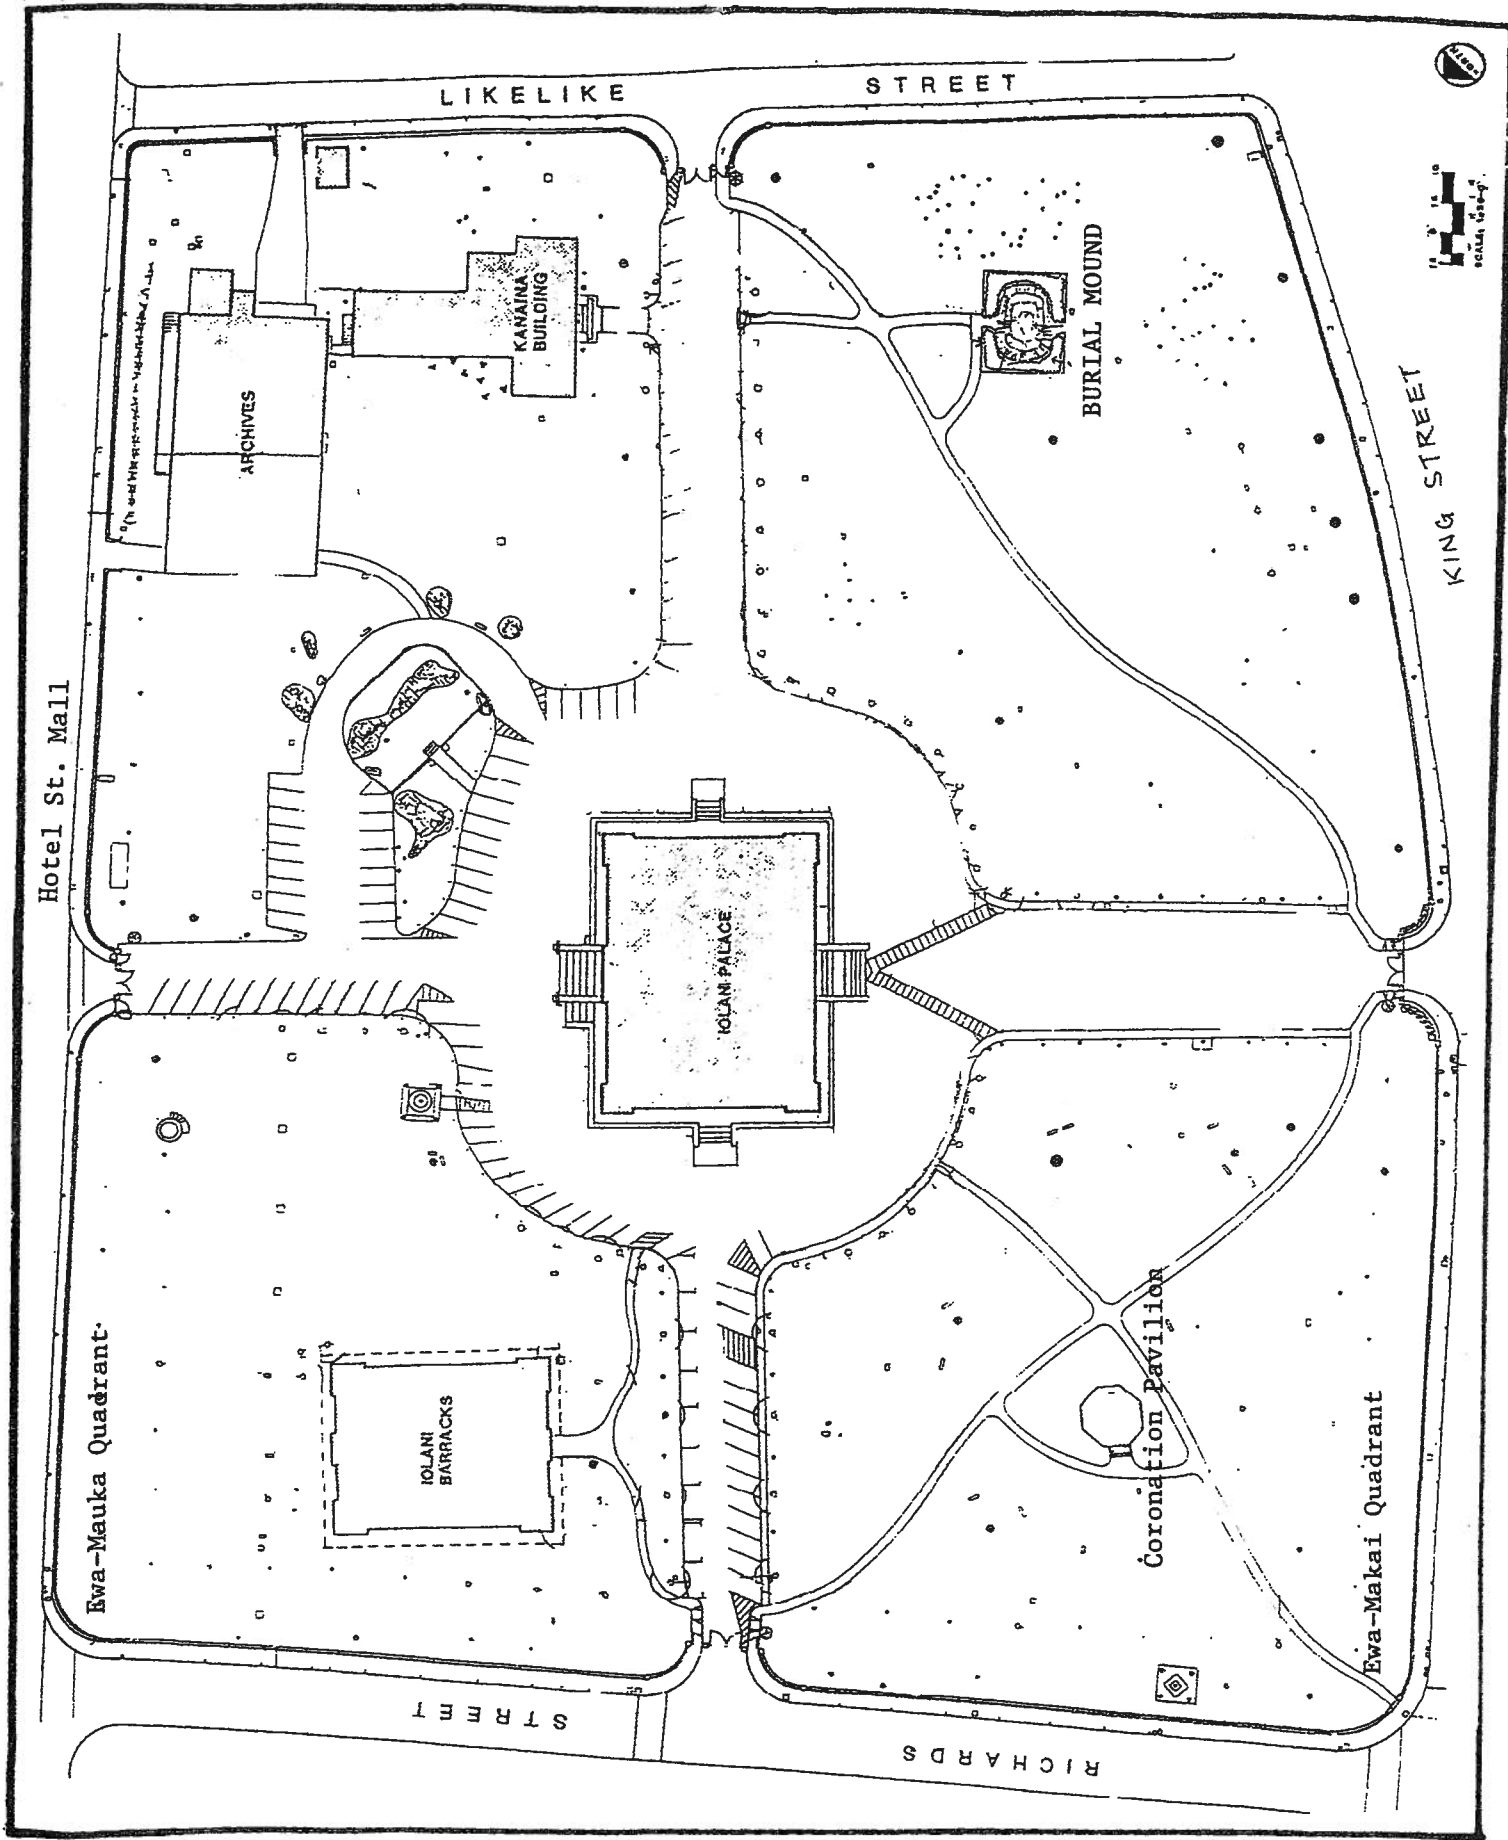 LIKELIKE STREET
NORTH
Hotel St. Mall
ARCHIVES
KANAINA
BUILDING
BURIAL MOUND
KING STREET
IOLANI PALACE
Ewa-Mauka Quadrant
IOLANI
BARRACKS
Coronation Pavilion
Ewa-Makai Quadrant
RICHARDS STREET